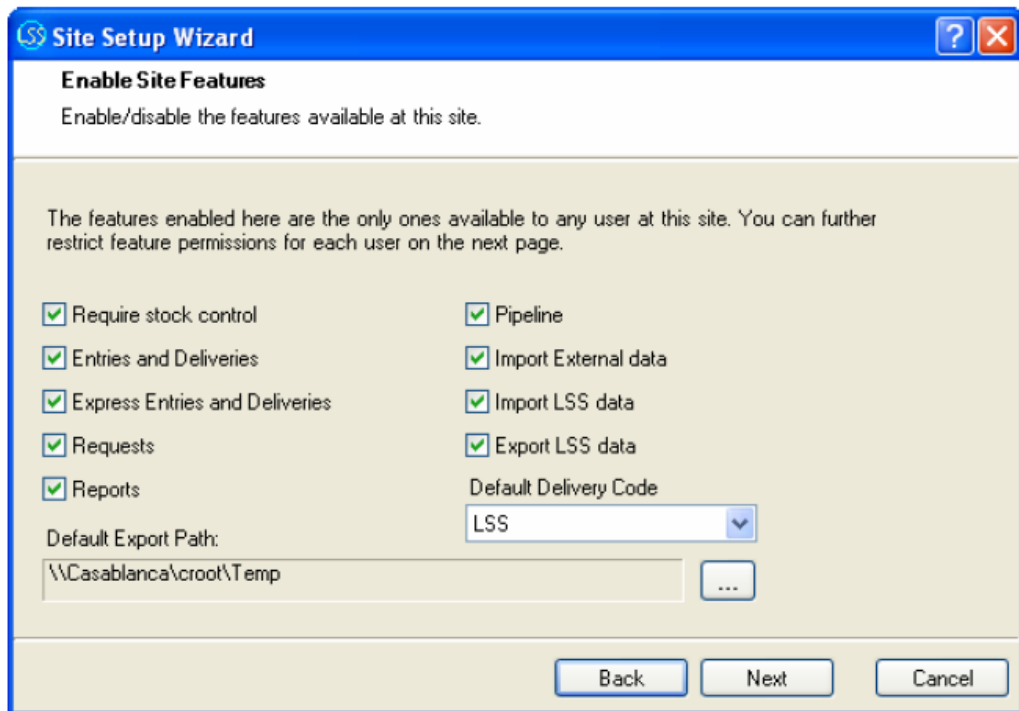 LSS Site Setup Wizard
Enable Site Features
Enable/disable the features available at this site.
The features enabled here are the only ones available to any user at this site. You can further
restrict feature permissions for each user on the next page.
Require stock control
Entries and Deliveries
Express Entries and Deliveries
Requests
Reports
Pipeline
Import External data
Import LSS data
Export LSS data
Default Delivery Code
LSS
Default Export Path:
\\Casablanca\croot\Temp
...
Back
Next
Cancel